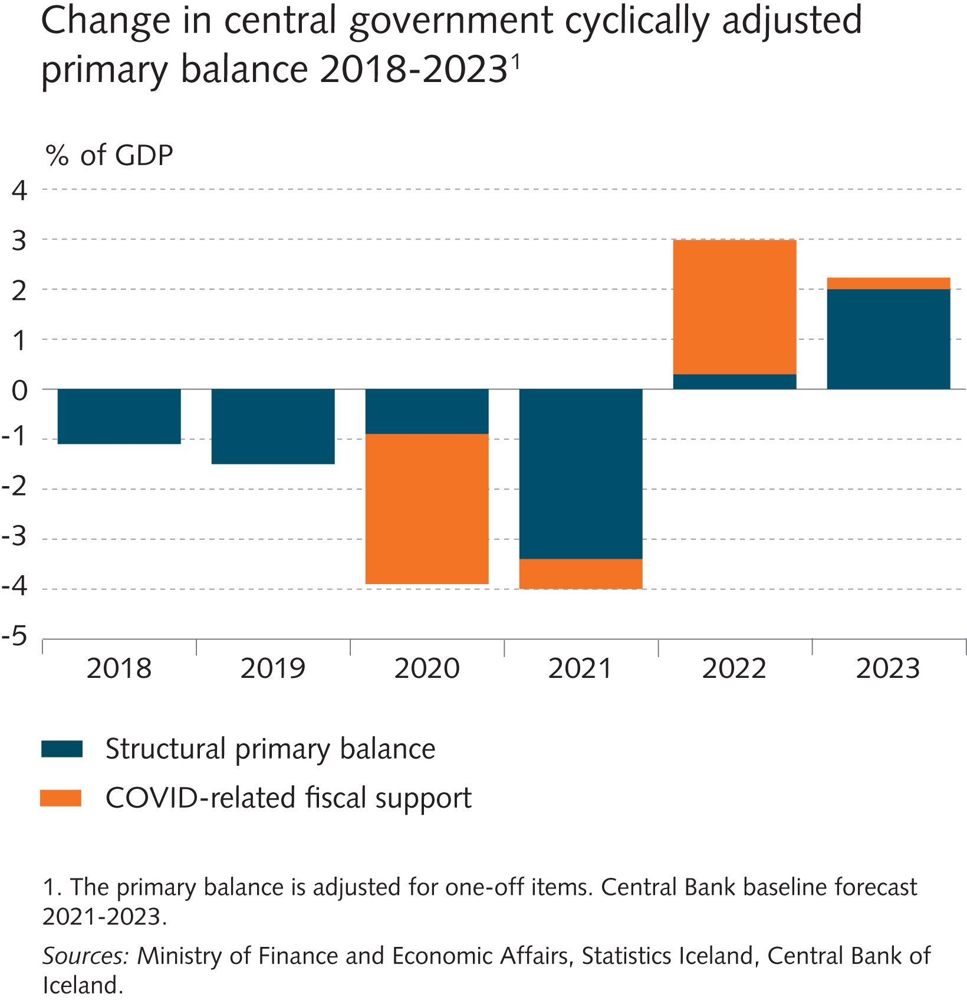 Change in central government cyclically adjusted
primary balance 2018-2023¹
% of GDP
4
3
2
1
0
-1
-2
-3
-4
-5
2018 2019 2020 2021 2022 2023
Structural primary balance
COVID-related fiscal support
1. The primary balance is adjusted for one-off items. Central Bank baseline forecast
2021-2023.
Sources: Ministry of Finance and Economic Affairs, Statistics Iceland, Central Bank of
Iceland.